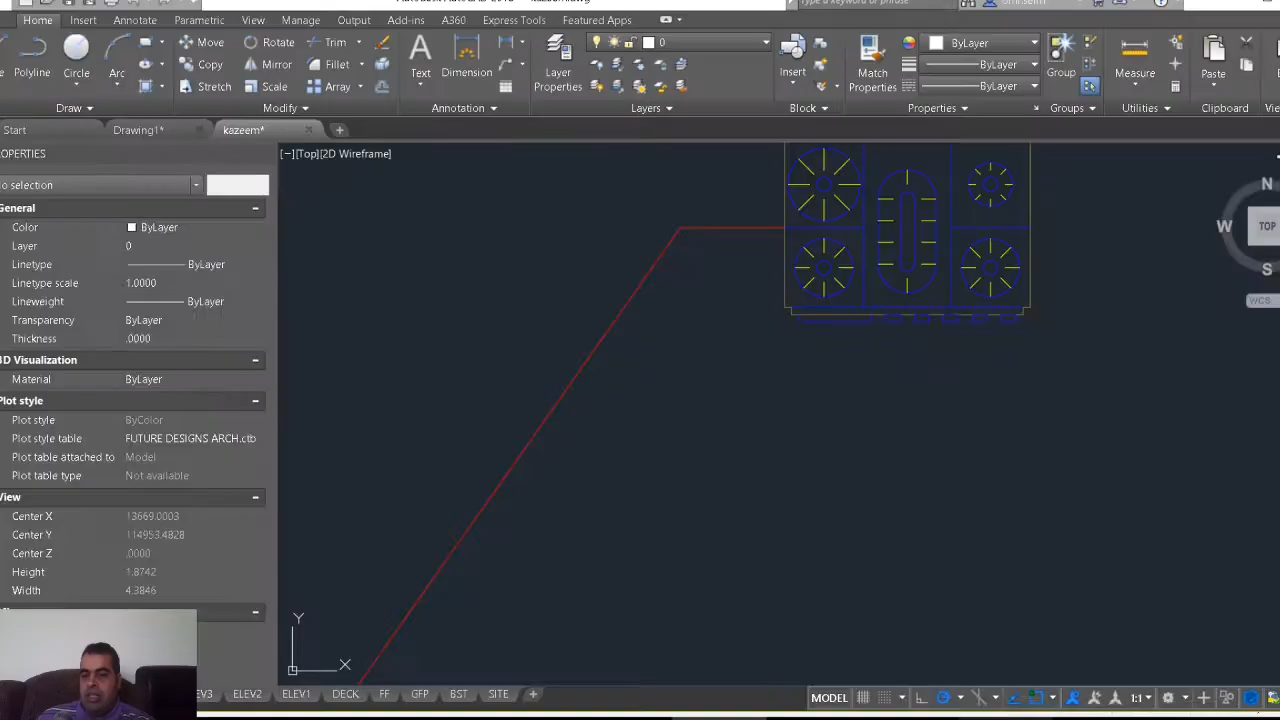 Home Insert Annotate Parametric View Manage Output Add-ins A360 Express Tools Featured Apps
Polyline Circle Arc Move Rotate Trim Text Dimension Layer Properties 0 Insert Match Properties ByLayer Group Measure Paste
Copy Mirror Fillet ByLayer
Stretch Scale Array ByLayer
Draw Modify Annotation Layers Block Properties Groups Utilities Clipboard
Start Drawing1* kazeem* +
[−][Top][2D Wireframe]
General
Color ByLayer
Layer 0
Linetype ByLayer
Linetype scale 1.0000
Lineweight ByLayer
Transparency ByLayer
Thickness .0000
3D Visualization
Material ByLayer
Plot style
Plot style ByColor
Plot style table FUTURE DESIGNS ARCH.ctb
Plot table attached to Model
Plot table type Not available
View
Center X 13669.0003
Center Y 114953.4828
Center Z .0000
Height 1.8742
Width 4.3846
N
W TOP
S
WCS
Y
X
ELEV2 ELEV1 DECK FF GFP BST SITE +
MODEL 1:1